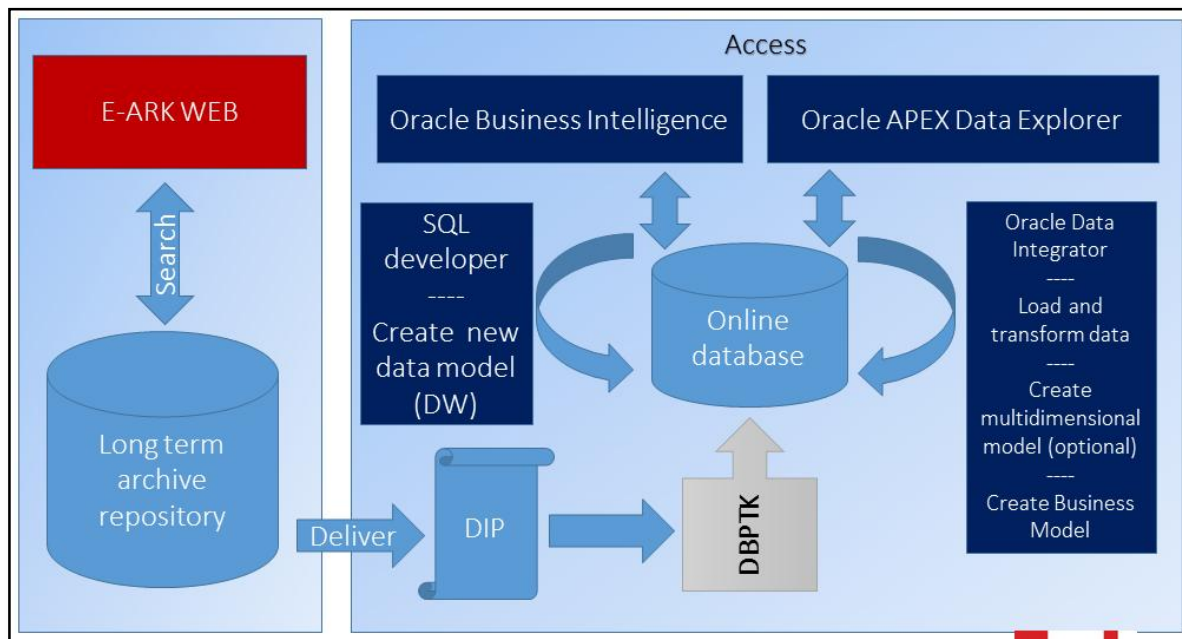 Access
E-ARK WEB
Oracle Business Intelligence
Oracle APEX Data Explorer
Search
SQL
developer
----
Create new
data model
(DW)
Online
database
Oracle Data
Integrator
----
Load and
transform data
----
Create
multidimensional
model (optional)
----
Create Business
Model
Long term
archive
repository
Deliver
DIP
DBPTK